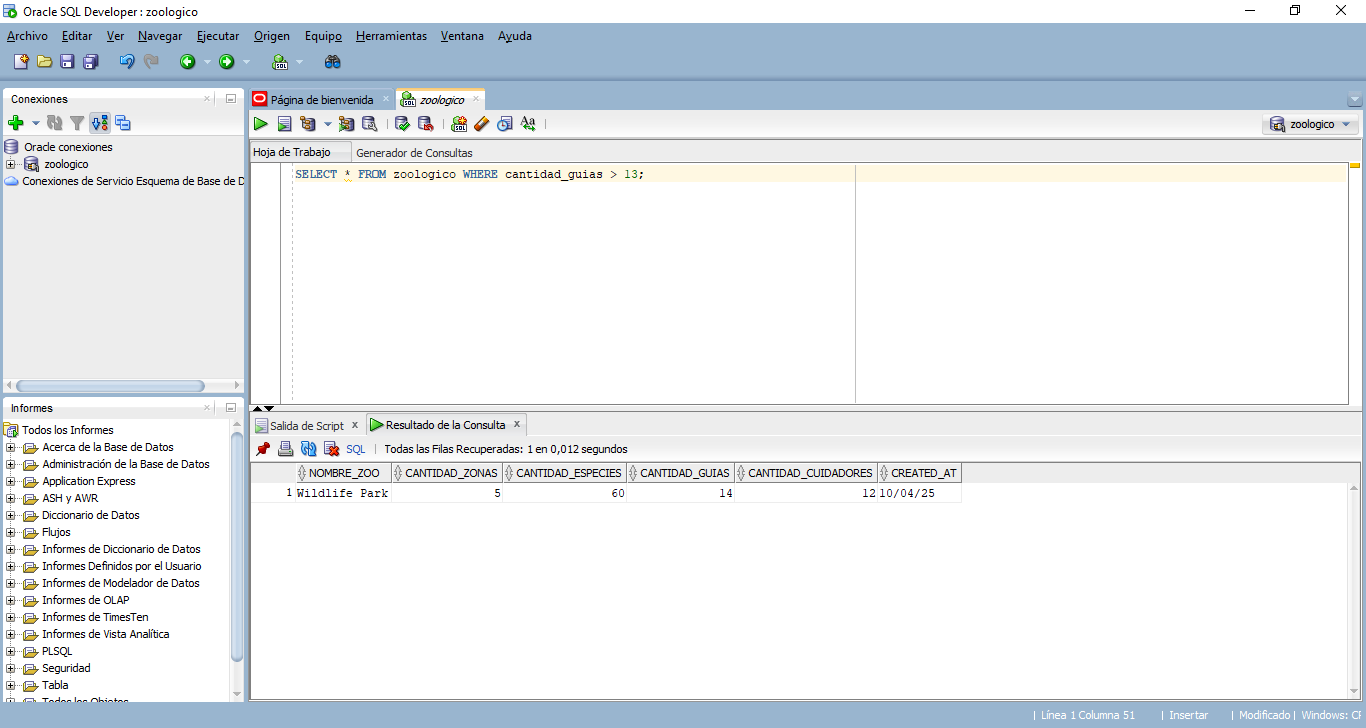 Oracle SQL Developer : zoologico
Archivo Editar Ver Navegar Ejecutar Origen Equipo Herramientas Ventana Ayuda
SQL
Conexiones
Oracle conexiones
zoologico
Conexiones de Servicio Esquema de Base de D
Informes
Todos los Informes
Acerca de la Base de Datos
Administración de la Base de Datos
Application Express
ASH y AWR
Diccionario de Datos
Flujos
Informes de Diccionario de Datos
Informes Definidos por el Usuario
Informes de Modelador de Datos
Informes de OLAP
Informes de TimesTen
Informes de Vista Analítica
PLSQL
Seguridad
Tabla
Todos los Objetos
Página de bienvenida
zoologico
zoologico
Hoja de Trabajo Generador de Consultas
SELECT * FROM zoologico WHERE cantidad_guias > 13;
Salida de Script x Resultado de la Consulta x
SQL | Todas las Filas Recuperadas: 1 en 0,012 segundos
NOMBRE_ZOO CANTIDAD_ZONAS CANTIDAD_ESPECIES CANTIDAD_GUIAS CANTIDAD_CUIDADORES CREATED_AT
1 Wildlife Park 5 60 14 12 10/04/25
| Línea 1 Columna 51 | Insertar | Modificado | Windows: CR